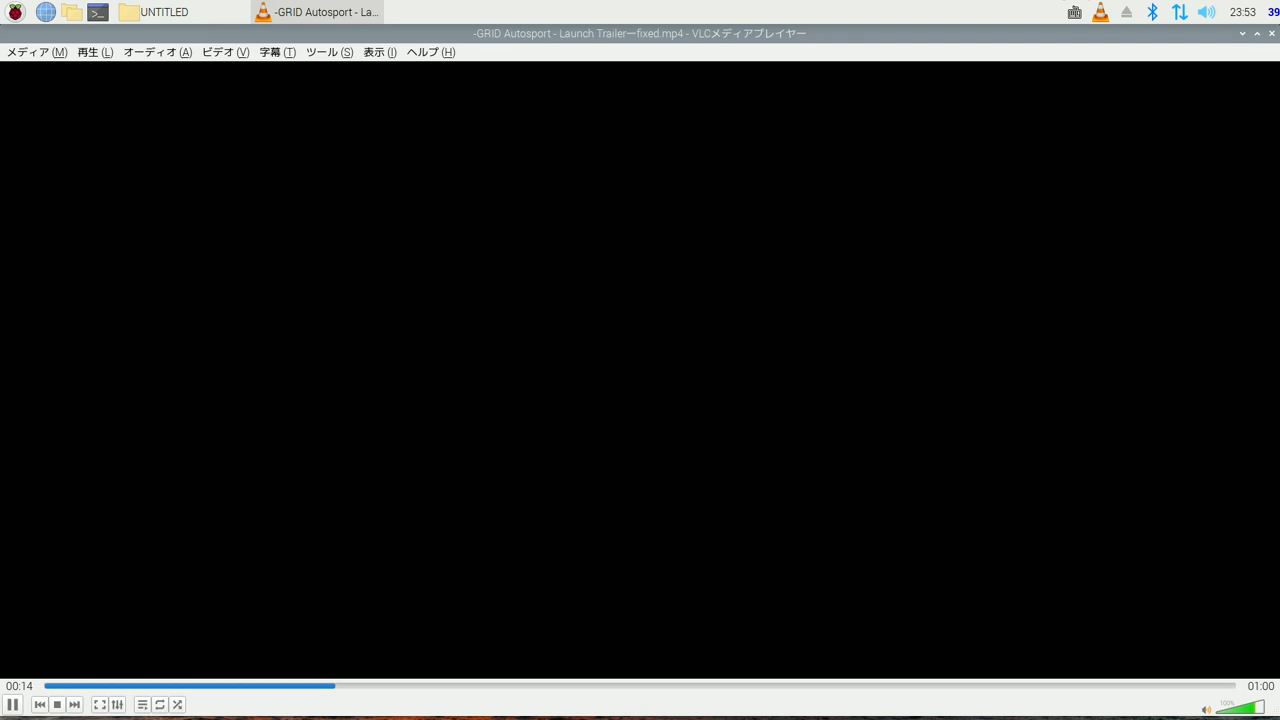 UNTITLED
-GRID Autosport - La...
23:53
39
-GRID Autosport - Launch Trailerーfixed.mp4 - VLCメディアプレイヤー
メディア (M) 再生 (L) オーディオ (A) ビデオ (V) 字幕 (T) ツール (S) 表示 (I) ヘルプ (H)
00:14
01:00
100%